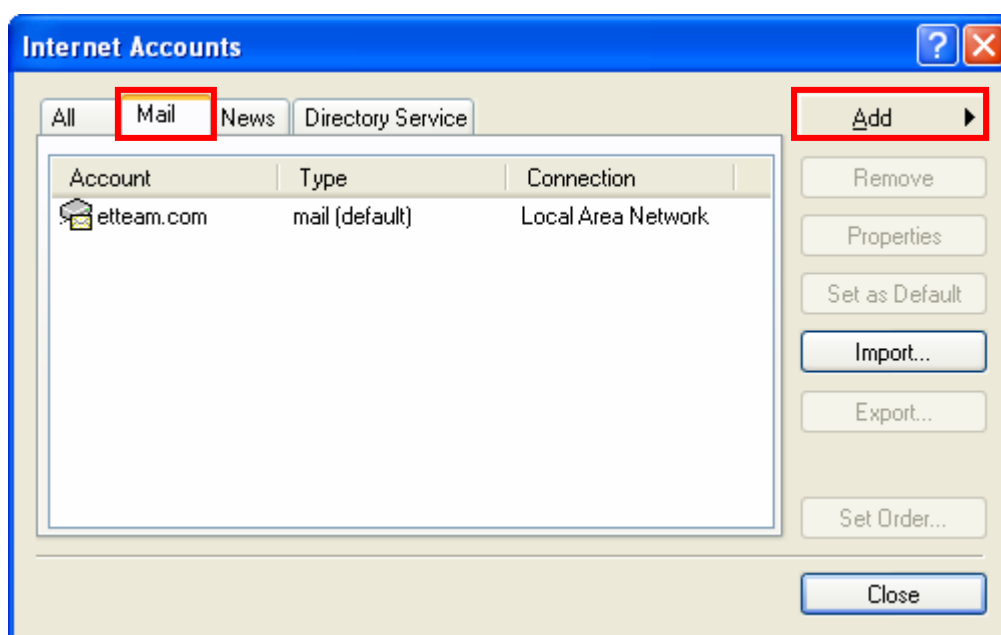 Internet Accounts
All Mail News Directory Service
Add
Account Type Connection
Remove
etteam.com mail (default) Local Area Network
Properties
Set as Default
Import...
Export...
Set Order...
Close